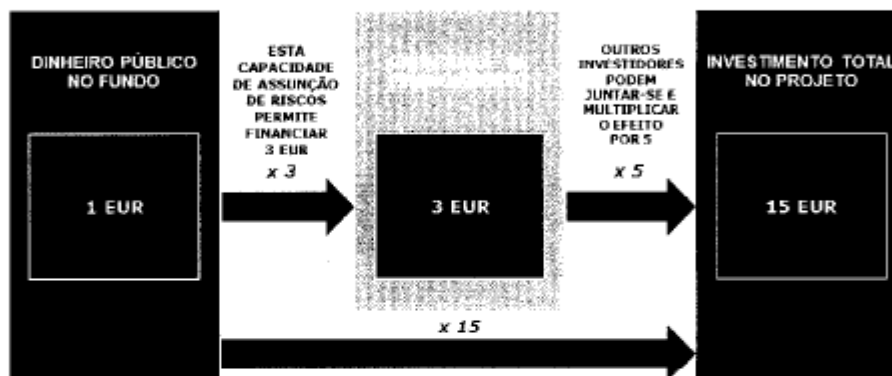 DINHEIRO PÚBLICO
NO FUNDO
1 EUR
ESTA
CAPACIDADE
DE ASSUNÇÃO
DE RISCOS
PERMITE
FINANCIAR
3 EUR
x 3
3 EUR
OUTROS
INVESTIDORES
PODEM
JUNTAR-SE E
MULTIPLICAR
O EFEITO
POR 5
x 5
INVESTIMENTO TOTAL
NO PROJETO
15 EUR
x 15